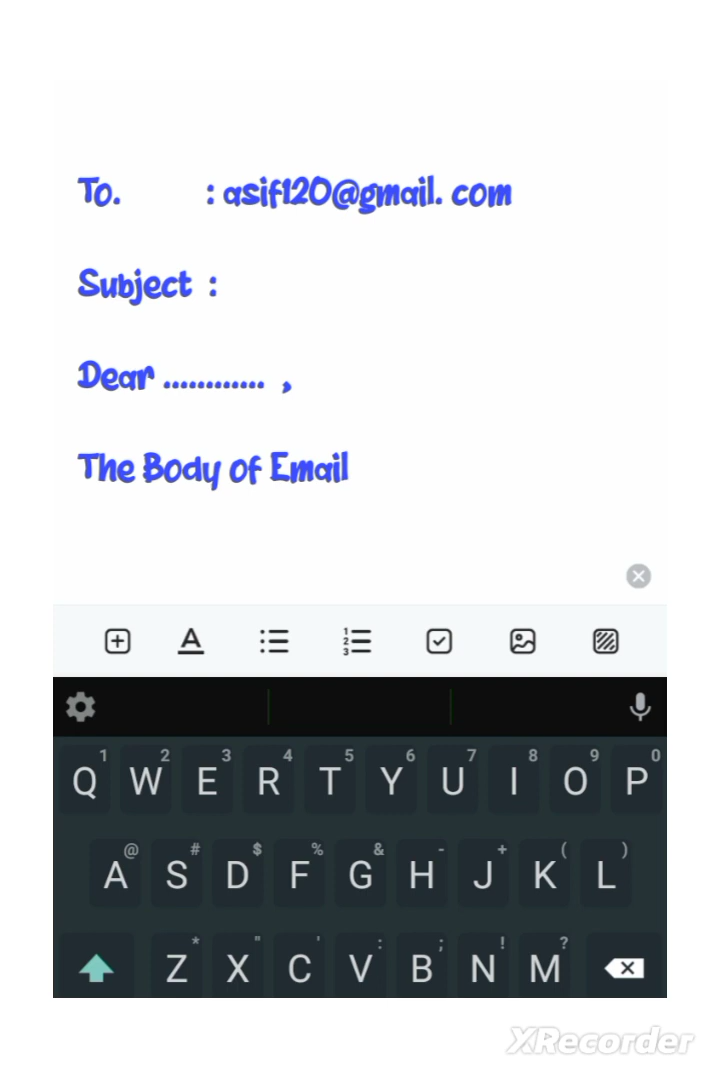 To. : asif120@gmail. com
Subject :
Dear ............ ,
The Body of Email
1 2 3 4 5 6 7 8 9 0
Q W E R T Y U I O P
@ # $ % & - + ( )
A S D F G H J K L
* " ' : ; ! ?
Z X C V B N M
XRecorder